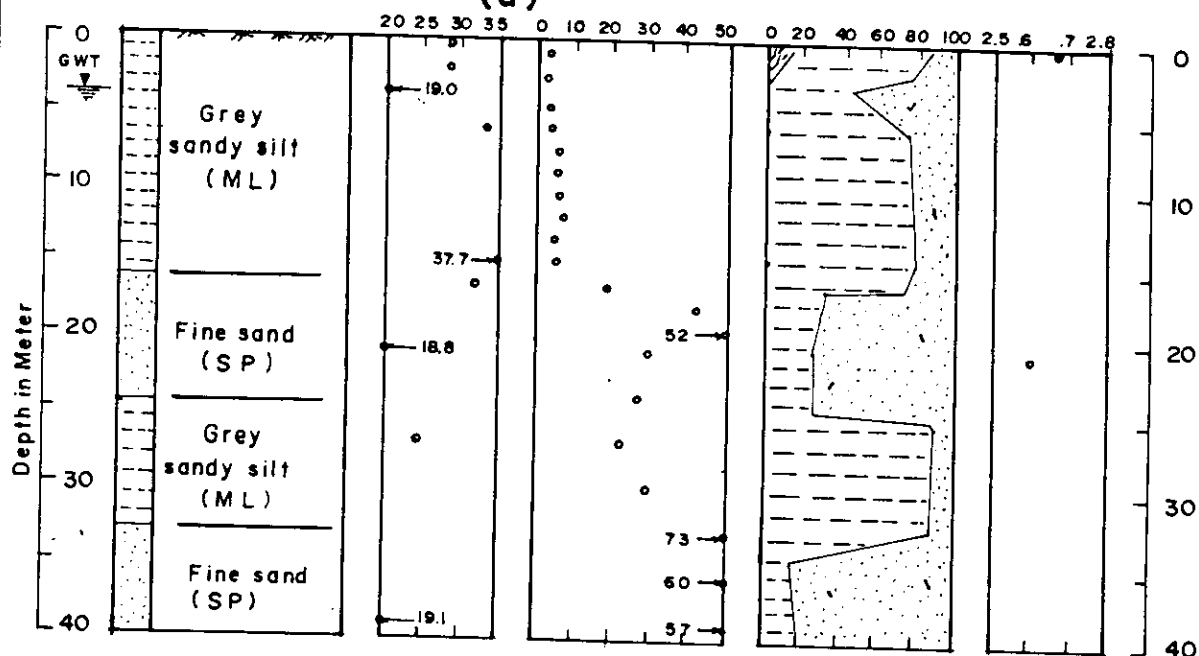 (d)
20 25 30 35
0 10 20 30 40 50
0 20 40 60 80 100
2.5 .6 .7 2.8
0
0
GWT
19.0
Grey
sandy silt
(ML)
10
10
37.7
Depth in Meter
20
Fine sand
(SP)
18.8
52
20
Grey
sandy silt
(ML)
30
30
73
Fine sand
(SP)
60
40
19.1
57
40